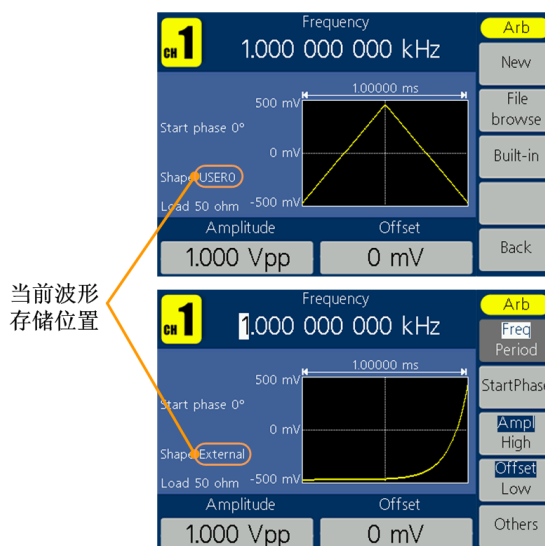 Frequency
CH 1
1.000 000 000 kHz
Arb
New
File
browse
Built-in
Back
1.00000 ms
500 mV
Start phase 0°
0 mV
Shape USER0
Load 50 ohm
-500 mV
Amplitude
Offset
1.000 Vpp
0 mV
当前波形
存储位置
Frequency
CH 1
1.000 000 000 kHz
Arb
Freq
Period
StartPhase
Ampl
High
Offset
Low
Others
1.00000 ms
500 mV
Start phase 0°
0 mV
Shape External
Load 50 ohm
-500 mV
Amplitude
Offset
1.000 Vpp
0 mV